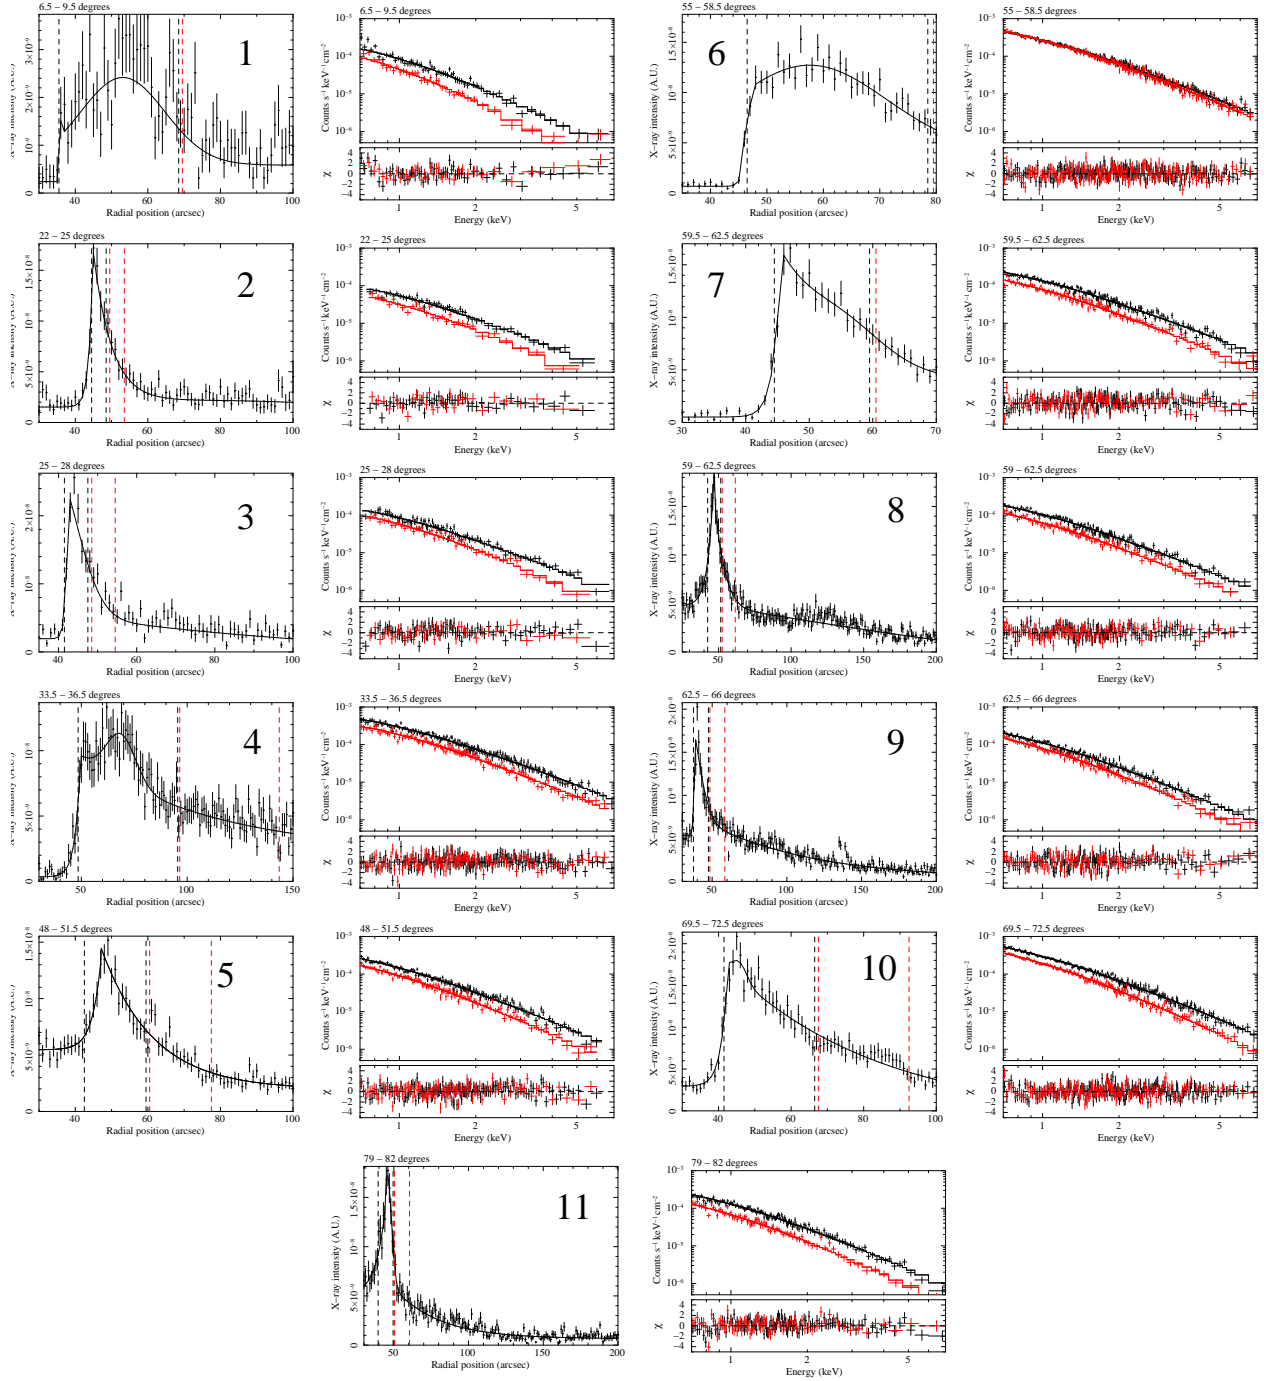 6.5 − 9.5 degrees
1
X−ray intensity (A.U.)
Radial position (arcsec)
6.5 − 9.5 degrees
Counts s−1 keV−1 cm−2
χ
Energy (keV)
55 − 58.5 degrees
6
X−ray intensity (A.U.)
Radial position (arcsec)
55 − 58.5 degrees
Counts s−1 keV−1 cm−2
χ
Energy (keV)
22 − 25 degrees
2
X−ray intensity (A.U.)
Radial position (arcsec)
22 − 25 degrees
Counts s−1 keV−1 cm−2
χ
Energy (keV)
59.5 − 62.5 degrees
7
X−ray intensity (A.U.)
Radial position (arcsec)
59.5 − 62.5 degrees
Counts s−1 keV−1 cm−2
χ
Energy (keV)
25 − 28 degrees
3
X−ray intensity (A.U.)
Radial position (arcsec)
25 − 28 degrees
Counts s−1 keV−1 cm−2
χ
Energy (keV)
59 − 62.5 degrees
8
X−ray intensity (A.U.)
Radial position (arcsec)
59 − 62.5 degrees
Counts s−1 keV−1 cm−2
χ
Energy (keV)
33.5 − 36.5 degrees
4
X−ray intensity (A.U.)
Radial position (arcsec)
33.5 − 36.5 degrees
Counts s−1 keV−1 cm−2
χ
Energy (keV)
62.5 − 66 degrees
9
X−ray intensity (A.U.)
Radial position (arcsec)
62.5 − 66 degrees
Counts s−1 keV−1 cm−2
χ
Energy (keV)
48 − 51.5 degrees
5
X−ray intensity (A.U.)
Radial position (arcsec)
48 − 51.5 degrees
Counts s−1 keV−1 cm−2
χ
Energy (keV)
69.5 − 72.5 degrees
10
X−ray intensity (A.U.)
Radial position (arcsec)
69.5 − 72.5 degrees
Counts s−1 keV−1 cm−2
χ
Energy (keV)
79 − 82 degrees
11
X−ray intensity (A.U.)
Radial position (arcsec)
79 − 82 degrees
Counts s−1 keV−1 cm−2
χ
Energy (keV)